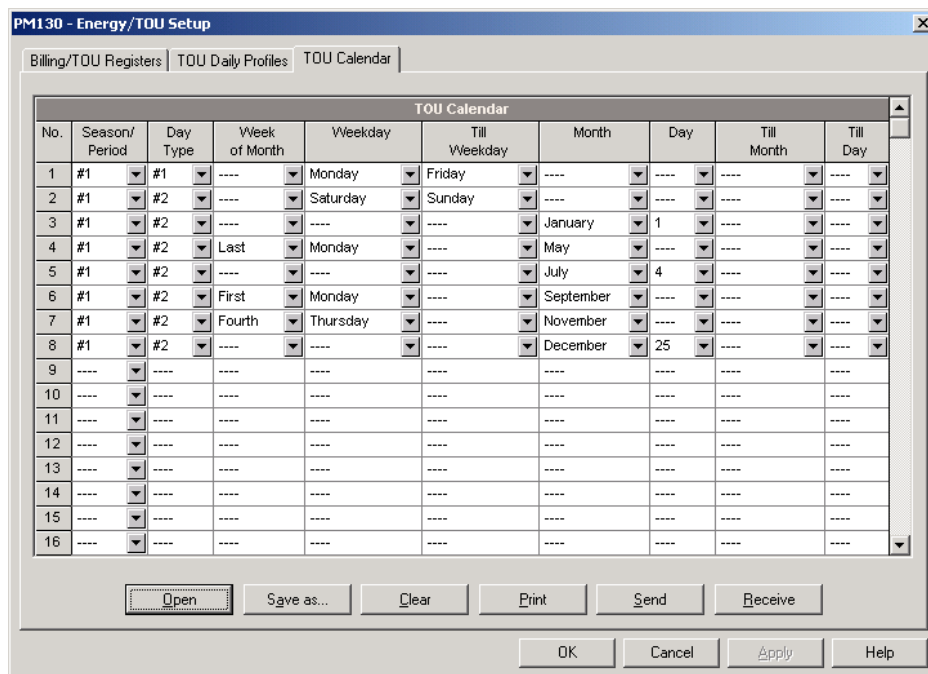 PM130 - Energy/TOU Setup
Billing/TOU Registers TOU Daily Profiles TOU Calendar
TOU Calendar
No. Season/ Period Day Type Week of Month Weekday Till Weekday Month Day Till Month Till Day
1 #1 #1 ---- Monday Friday ---- ---- ---- ----
2 #1 #2 ---- Saturday Sunday ---- ---- ---- ----
3 #1 #2 ---- ---- ---- January 1 ---- ----
4 #1 #2 Last Monday ---- May ---- ---- ----
5 #1 #2 ---- ---- ---- July 4 ---- ----
6 #1 #2 First Monday ---- September ---- ---- ----
7 #1 #2 Fourth Thursday ---- November ---- ---- ----
8 #1 #2 ---- ---- ---- December 25 ---- ----
9 ---- ---- ---- ---- ---- ---- ---- ---- ----
10 ---- ---- ---- ---- ---- ---- ---- ---- ----
11 ---- ---- ---- ---- ---- ---- ---- ---- ----
12 ---- ---- ---- ---- ---- ---- ---- ---- ----
13 ---- ---- ---- ---- ---- ---- ---- ---- ----
14 ---- ---- ---- ---- ---- ---- ---- ---- ----
15 ---- ---- ---- ---- ---- ---- ---- ---- ----
16 ---- ---- ---- ---- ---- ---- ---- ---- ----
Open Save as... Clear Print Send Receive
OK Cancel Apply Help